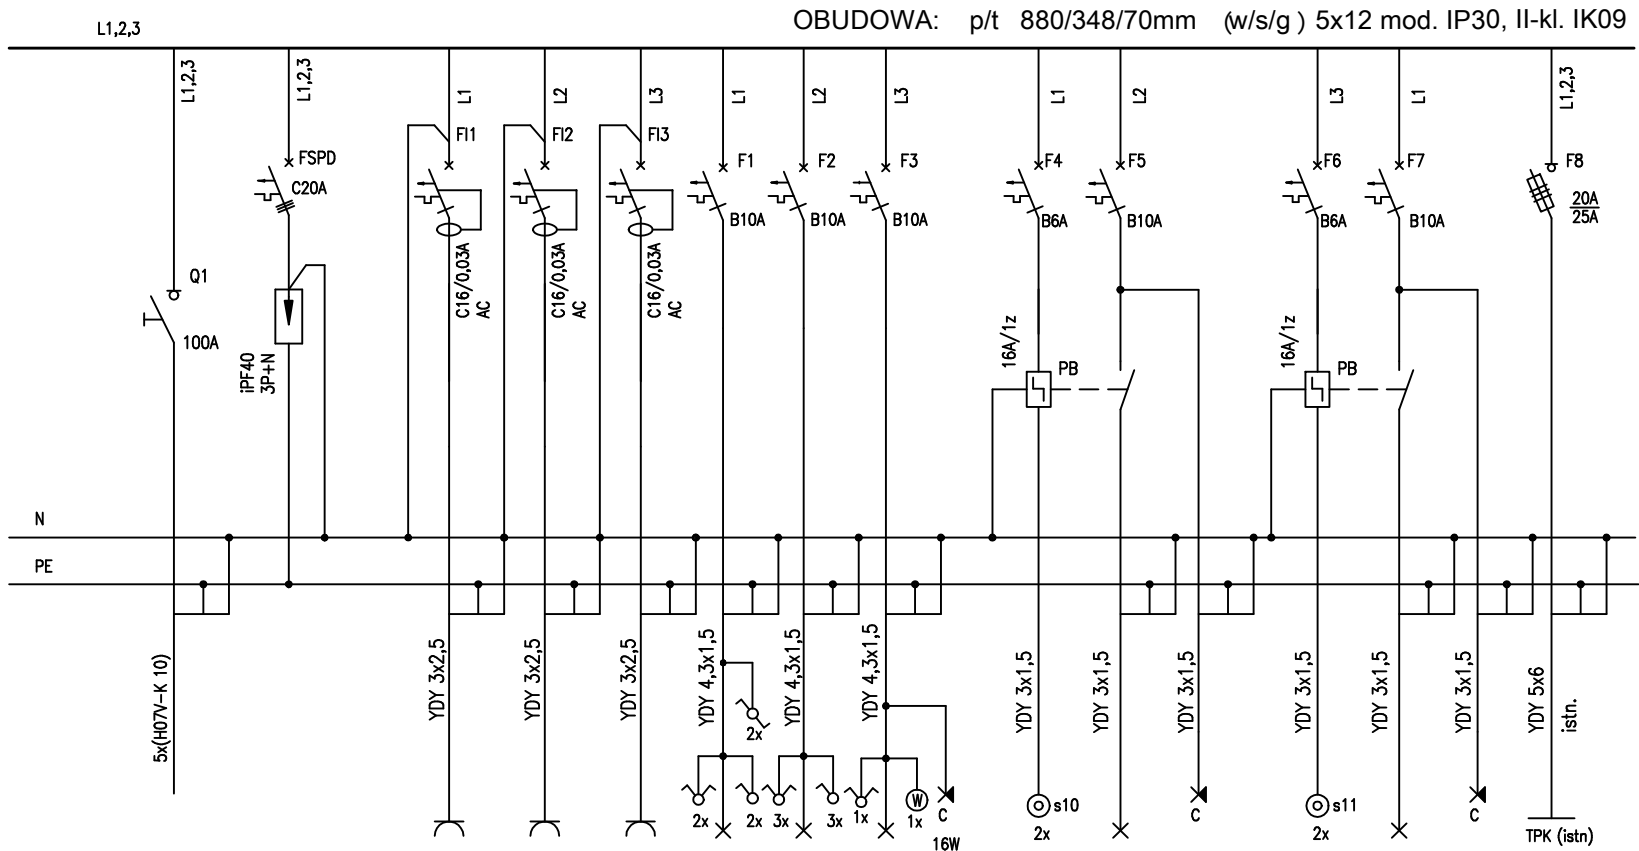 OBUDOWA: p/t 880/348/70mm (w/s/g ) 5x12 mod. IP30, II-kl. IK09
L1,2,3
L1,2,3
L1,2,3
L1
L2
L3
L1
L2
L3
L1
L2
L3
L1
L1,2,3
FSPD
C20A
FI1
FI2
FI3
F1
F2
F3
F4
F5
F6
F7
F8
B10A
B10A
B10A
B6A
B10A
B6A
B10A
20A
25A
Q1
100A
iPF40
3P+N
C16/0,03A
AC
C16/0,03A
AC
C16/0,03A
AC
16A/1z
PB
16A/1z
PB
N
PE
5x(H07V-K 10)
YDY 3x2,5
YDY 3x2,5
YDY 3x2,5
YDY 4,3x1,5
YDY 4,3x1,5
YDY 4,3x1,5
YDY 3x1,5
YDY 3x1,5
YDY 3x1,5
YDY 3x1,5
YDY 3x1,5
YDY 3x1,5
YDY 5x6
istn.
2x
2x
2x
3x
3x
1x
W
1x
C
16W
s10
2x
C
s11
2x
C
TPK (istn)